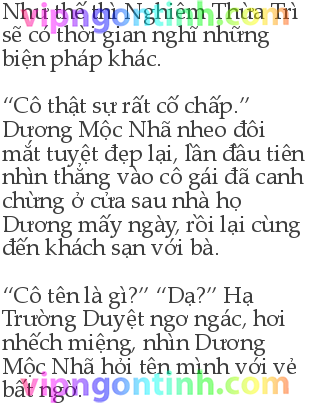 Như thế thì Nghiêm Thừa Trì
vipngontinh.com
sẽ có thời gian nghĩ những
biện pháp khác.
“Cô thật sự rất cố chấp.”
Dương Mộc Nhã nheo đôi
mắt tuyệt đẹp lại, lần đầu tiên
nhìn thẳng vào cô gái đã canh
chừng ở cửa sau nhà họ
Dương mấy ngày, rồi lại cùng
đến khách sạn với bà.
“Cô tên là gì?” “Dạ?” Hạ
Trường Duyệt ngơ ngác, hơi
nhếch miệng, nhìn Dương
Mộc Nhã hỏi tên mình với vẻ
bất ngờ.
vipngontinh.com